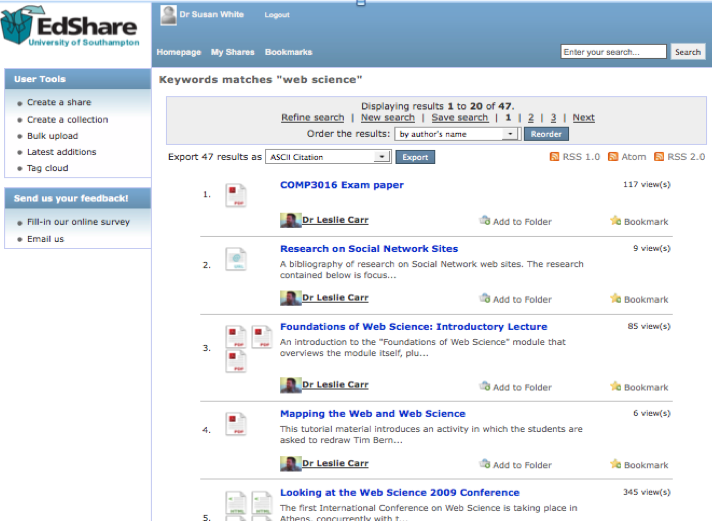 EdShare
University of Southampton
Dr Susan White Logout
Homepage My Shares Bookmarks
Enter your search... Search
User Tools
Create a share
Create a collection
Bulk upload
Latest additions
Tag cloud
Send us your feedback!
Fill-in our online survey
Email us
Keywords matches "web science"
Displaying results 1 to 20 of 47.
Refine search | New search | Save search | 1 | 2 | 3 | Next
Order the results: by author's name Reorder
Export 47 results as ASCII Citation Export RSS 1.0 Atom RSS 2.0
1. PDF COMP3016 Exam paper 117 view(s)
Dr Leslie Carr Add to Folder Bookmark
2. Research on Social Network Sites 9 view(s)
A bibliography of research on Social Network web sites. The research
contained below is focus...
Dr Leslie Carr Add to Folder Bookmark
3. PDF PDF PDF Foundations of Web Science: Introductory Lecture 85 view(s)
An introduction to the "Foundations of Web Science" module that
overviews the module itself, plu...
Dr Leslie Carr Add to Folder Bookmark
4. PDF Mapping the Web and Web Science 6 view(s)
This tutorial material introduces an activity in which the students are
asked to redraw Tim Bern...
Dr Leslie Carr Add to Folder Bookmark
5. HTML HTML Looking at the Web Science 2009 Conference 345 view(s)
The first International Conference on Web Science is taking place in
Athens, concurrently with t...